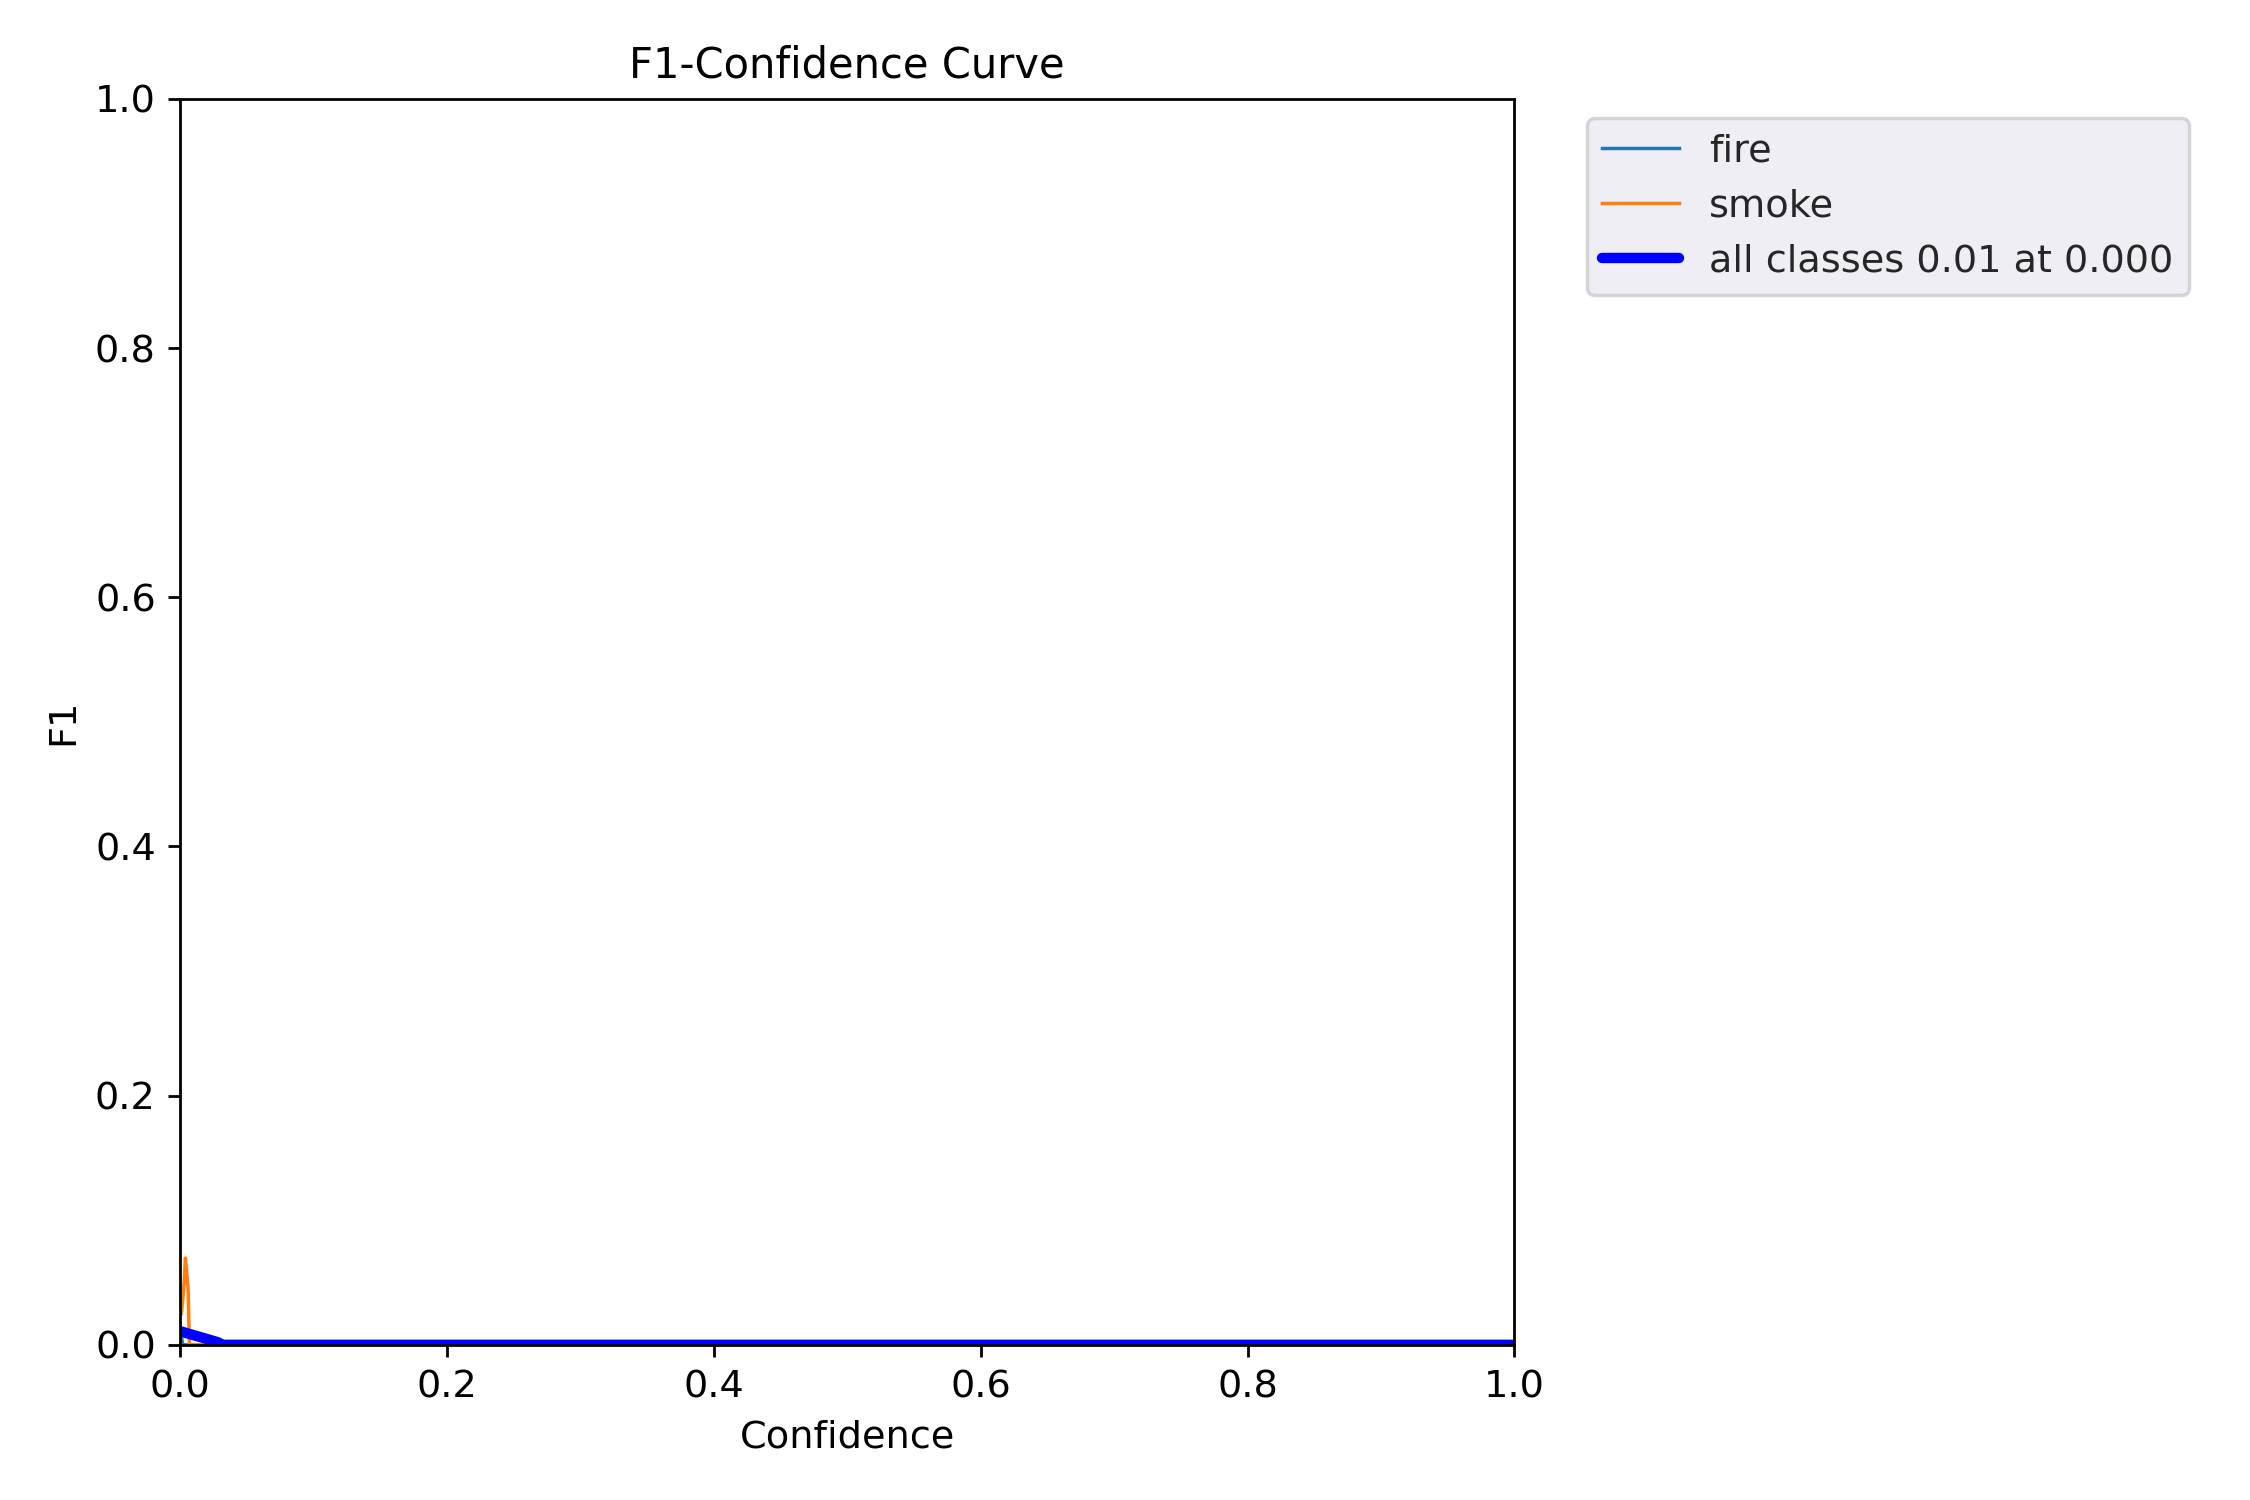 F1-Confidence Curve
1.0
0.8
0.6
0.4
0.2
0.0
F1
0.0 0.2 0.4 0.6 0.8 1.0
Confidence
fire
smoke
all classes 0.01 at 0.000